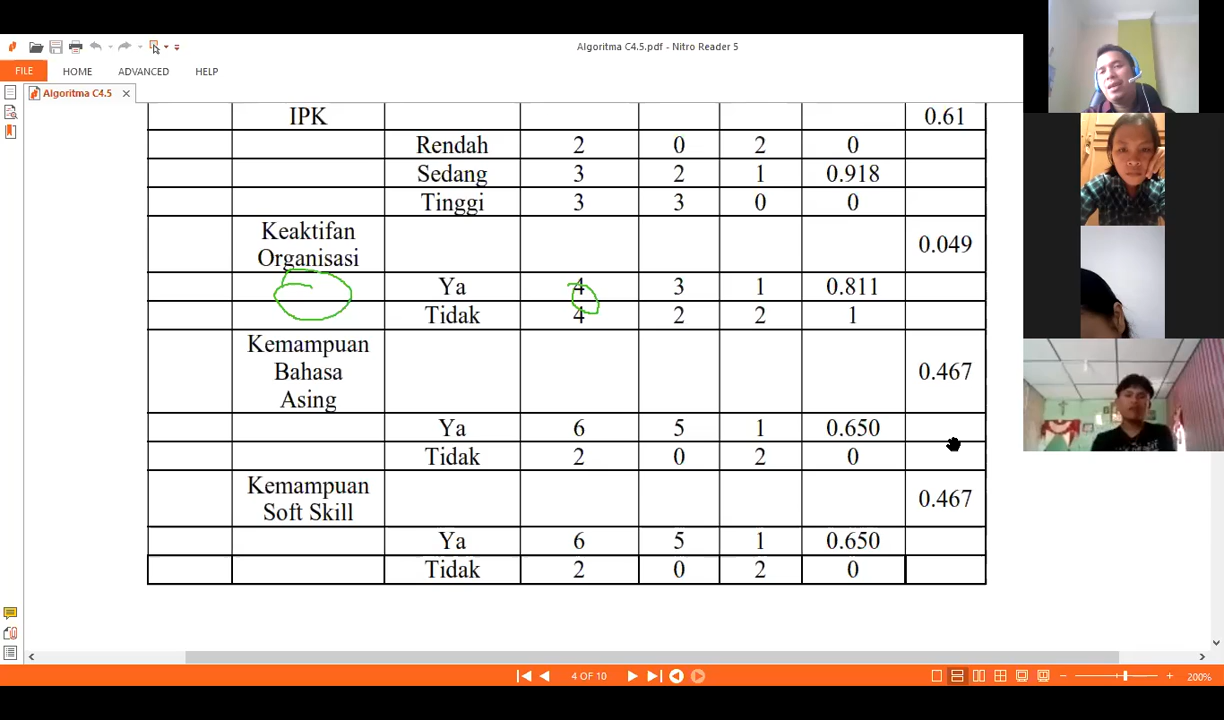 Algoritma C4.5.pdf - Nitro Reader 5
FILE HOME ADVANCED HELP
Algoritma C4.5
IPK 0.61
Rendah 2 0 2 0
Sedang 3 2 1 0.918
Tinggi 3 3 0 0
Keaktifan
Organisasi
0.049
Ya 4 3 1 0.811
Tidak 4 2 2 1
Kemampuan
Bahasa
Asing
0.467
Ya 6 5 1 0.650
Tidak 2 0 2 0
Kemampuan
Soft Skill
0.467
Ya 6 5 1 0.650
Tidak 2 0 2 0
4 OF 10
200%